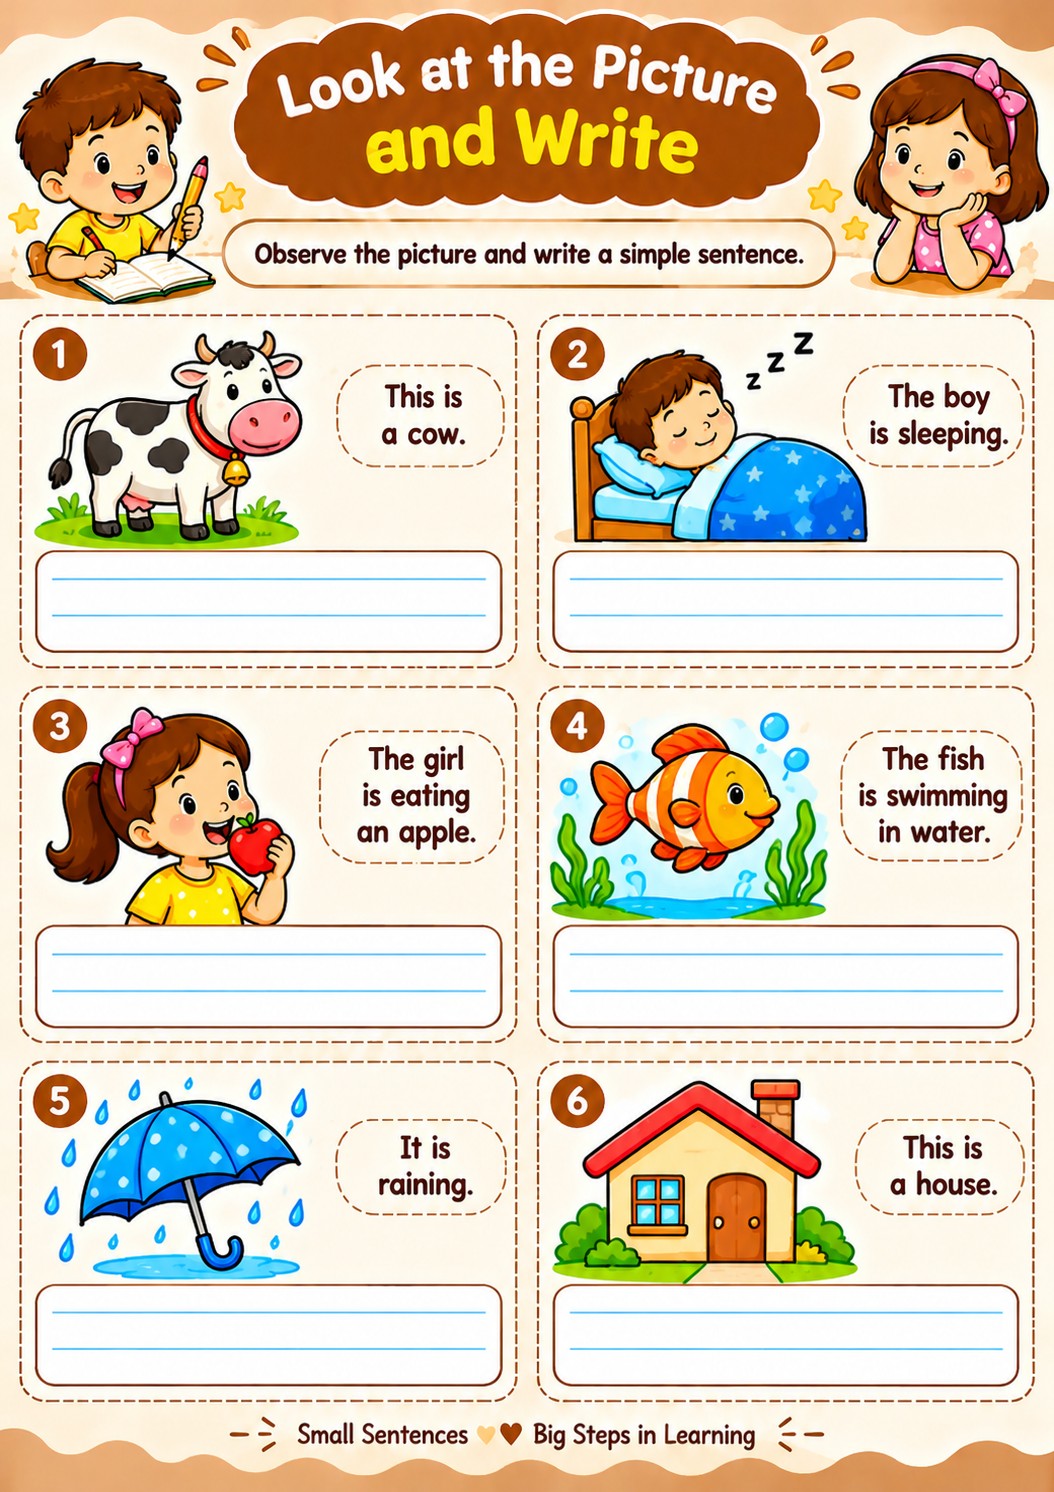 Look at the Picture
and Write
Observe the picture and write a simple sentence.
1
This is
a cow.
2
z z z
The boy
is sleeping.
3
The girl
is eating
an apple.
4
The fish
is swimming
in water.
5
It is
raining.
6
This is
a house.
Small Sentences Big Steps in Learning